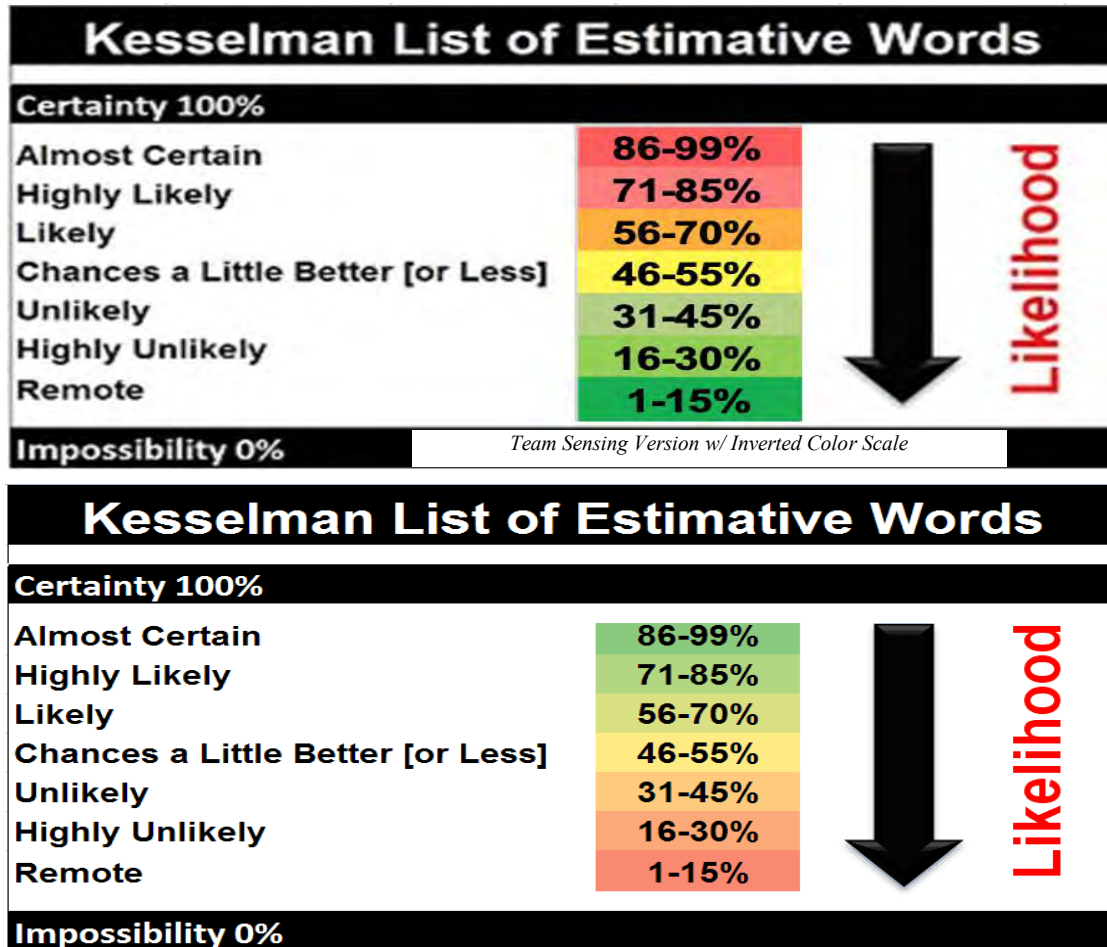 Kesselman List of Estimative Words
Certainty 100%
Almost Certain 86-99%
Highly Likely 71-85%
Likely 56-70%
Chances a Little Better [or Less] 46-55%
Unlikely 31-45%
Highly Unlikely 16-30%
Remote 1-15%
Likelihood
Impossibility 0% Team Sensing Version w/ Inverted Color Scale
Kesselman List of Estimative Words
Certainty 100%
Almost Certain 86-99%
Highly Likely 71-85%
Likely 56-70%
Chances a Little Better [or Less] 46-55%
Unlikely 31-45%
Highly Unlikely 16-30%
Remote 1-15%
Likelihood
Impossibility 0%